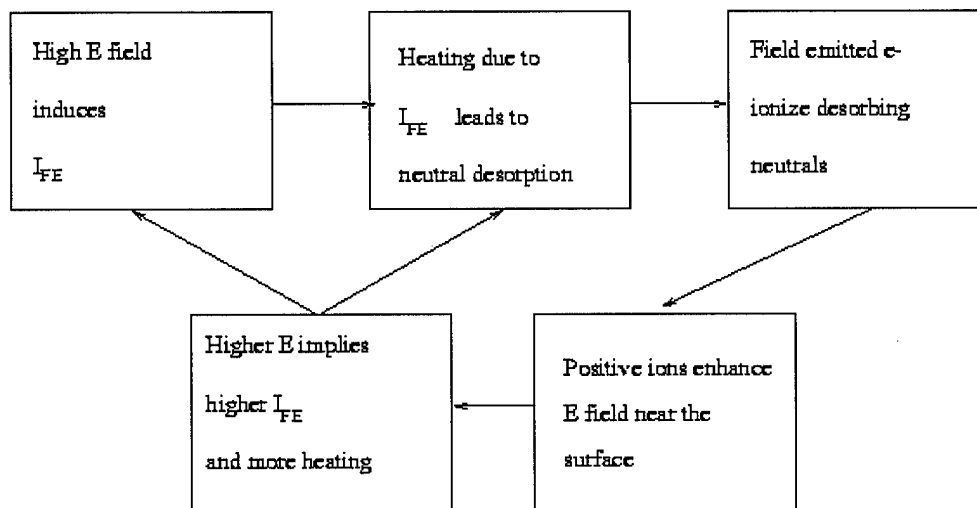 High E field
induces
I_FE
Heating due to
I_FE leads to
neutral desorption
Field emitted e-
ionize desorbing
neutrals
Higher E implies
higher I_FE
and more heating
Positive ions enhance
E field near the
surface